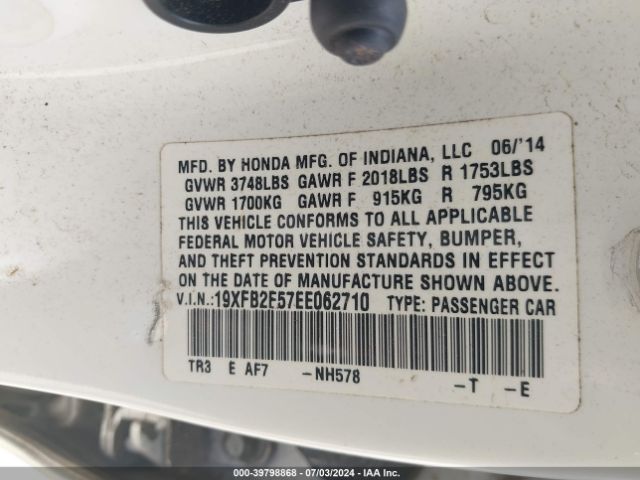 MFD. BY HONDA MFG. OF INDIANA, LLC 06/'14
GVWR 3748LBS GAWR F 2018LBS R 1753LBS
GVWR 1700KG GAWR F 915KG R 795KG
THIS VEHICLE CONFORMS TO ALL APPLICABLE
FEDERAL MOTOR VEHICLE SAFETY, BUMPER,
AND THEFT PREVENTION STANDARDS IN EFFECT
ON THE DATE OF MANUFACTURE SHOWN ABOVE.
V.I.N.:19XFB2F57EE062710 TYPE: PASSENGER CAR
TR3 E AF7 -NH578 -T -E
000-39798868 - 07/03/2024 - IAA Inc.